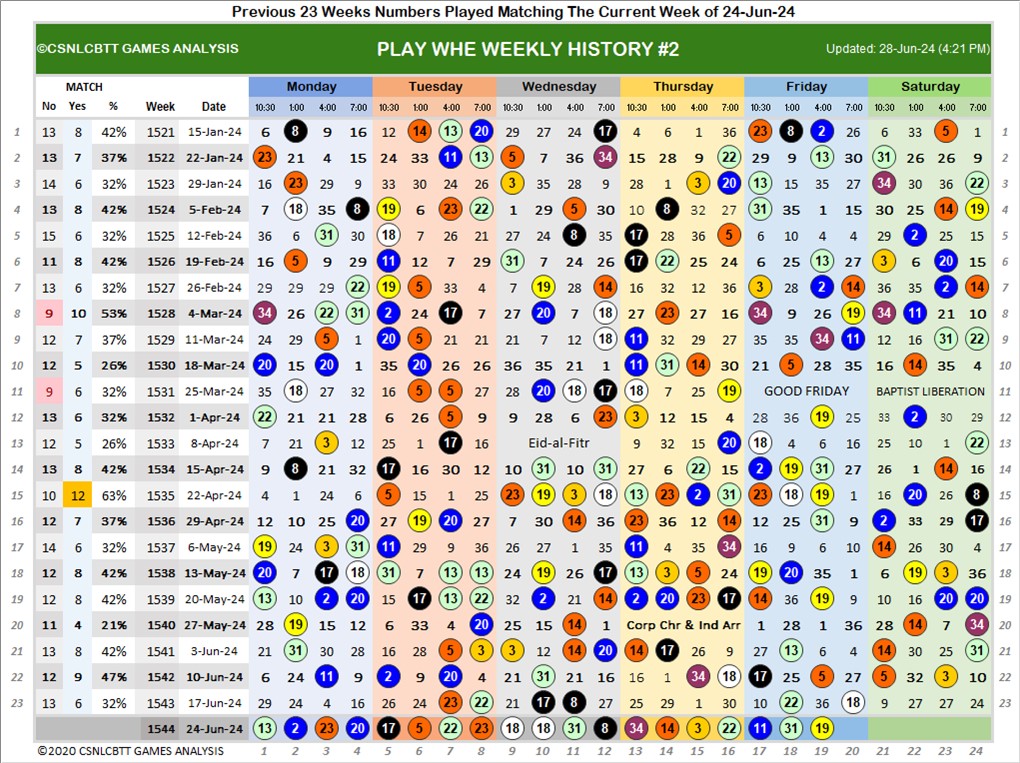 Previous 23 Weeks Numbers Played Matching The Current Week of 24-Jun-24
©CSNLCBTT GAMES ANALYSIS PLAY WHE WEEKLY HISTORY #2 Updated: 28-Jun-24 (4:21 PM)
MATCH Monday Tuesday Wednesday Thursday Friday Saturday
No Yes % Week Date 10:30 1:00 4:00 7:00 10:30 1:00 4:00 7:00 10:30 1:00 4:00 7:00 10:30 1:00 4:00 7:00 10:30 1:00 4:00 7:00 10:30 1:00 4:00 7:00
1 13 8 42% 1521 15-Jan-24 6 8 9 16 12 14 13 20 29 27 24 17 4 6 1 36 23 8 2 26 6 33 5 1 1
2 13 7 37% 1522 22-Jan-24 23 21 4 15 24 33 11 13 5 7 36 34 15 28 9 22 29 9 13 30 31 26 26 9 2
3 14 6 32% 1523 29-Jan-24 16 23 29 9 33 30 24 26 3 35 28 9 28 1 3 20 13 15 35 27 34 30 36 22 3
4 13 8 42% 1524 5-Feb-24 7 18 35 8 19 6 23 22 1 29 5 30 10 8 32 27 31 35 1 15 30 25 14 19 4
5 15 6 32% 1525 12-Feb-24 36 6 31 30 18 7 26 21 27 24 8 35 17 28 36 5 6 10 4 4 29 2 25 15 5
6 11 8 42% 1526 19-Feb-24 16 5 9 29 11 12 7 29 31 7 24 26 17 22 25 24 6 25 13 27 3 6 20 15 6
7 13 6 32% 1527 26-Feb-24 29 29 29 22 19 5 33 4 7 19 28 14 16 32 12 36 3 28 2 14 36 35 2 14 7
8 9 10 53% 1528 4-Mar-24 34 26 22 31 2 24 17 7 27 20 7 18 27 23 27 16 34 9 26 19 34 11 21 10 8
9 12 7 37% 1529 11-Mar-24 24 29 5 1 20 5 21 21 21 7 12 18 11 32 29 27 35 35 34 11 12 16 31 22 9
10 12 5 26% 1530 18-Mar-24 20 15 20 1 35 20 26 26 36 35 21 1 11 31 14 30 21 5 28 35 16 14 35 4 10
11 9 6 32% 1531 25-Mar-24 16 18 27 32 16 5 5 27 28 20 18 17 18 7 25 19 GOOD FRIDAY BAPTIST LIBERATION 11
12 13 6 32% 1532 1-Apr-24 22 21 21 28 6 26 5 9 9 28 6 23 3 12 15 4 28 36 19 25 33 2 30 29 12
13 12 5 26% 1533 8-Apr-24 7 21 3 12 25 1 17 16 Eid-al-Fitr 9 32 15 20 18 4 6 16 25 10 1 22 13
14 13 8 42% 1534 15-Apr-24 9 8 21 32 17 16 30 12 10 31 10 31 27 6 22 15 2 19 31 27 26 1 14 16 14
15 10 12 63% 1535 22-Apr-24 4 1 24 6 5 15 1 25 23 19 3 18 13 23 2 31 23 18 19 1 16 20 26 8 15
16 12 7 37% 1536 29-Apr-24 12 10 25 20 27 19 20 27 7 30 14 36 23 36 12 14 12 25 31 9 2 33 29 17 16
17 14 6 32% 1537 6-May-24 19 24 3 31 11 29 9 36 26 27 1 35 11 4 35 34 16 9 6 10 14 26 30 4 17
18 12 8 42% 1538 13-May-24 20 7 17 18 31 7 13 13 24 19 26 17 13 3 5 24 19 20 35 1 6 19 3 36 18
19 12 8 42% 1539 20-May-24 13 10 2 20 15 17 13 22 32 2 21 14 2 20 23 17 14 36 19 9 21 15 20 20 19
20 11 4 21% 1540 27-May-24 28 19 15 12 6 33 4 20 25 15 14 1 Corp Chr & Ind Arr 1 28 1 36 28 14 7 34 20
21 13 8 42% 1541 3-Jun-24 21 31 30 28 16 28 5 3 3 12 14 20 14 17 26 9 27 13 6 4 14 30 25 31 21
22 12 9 47% 1542 10-Jun-24 6 24 11 9 2 9 20 4 21 31 21 16 16 1 34 18 17 25 5 27 5 32 3 10 22
23 13 6 32% 1543 17-Jun-24 29 24 4 16 26 24 23 22 21 17 8 27 25 29 1 30 10 22 36 18 9 27 27 24 23
1544 24-Jun-24 13 2 23 20 17 5 22 23 18 18 31 8 34 14 3 22 11 31 19
©2020 CSNLCBTT GAMES ANALYSIS 1 2 3 4 5 6 7 8 9 10 11 12 13 14 15 16 17 18 19 20 21 22 23 24